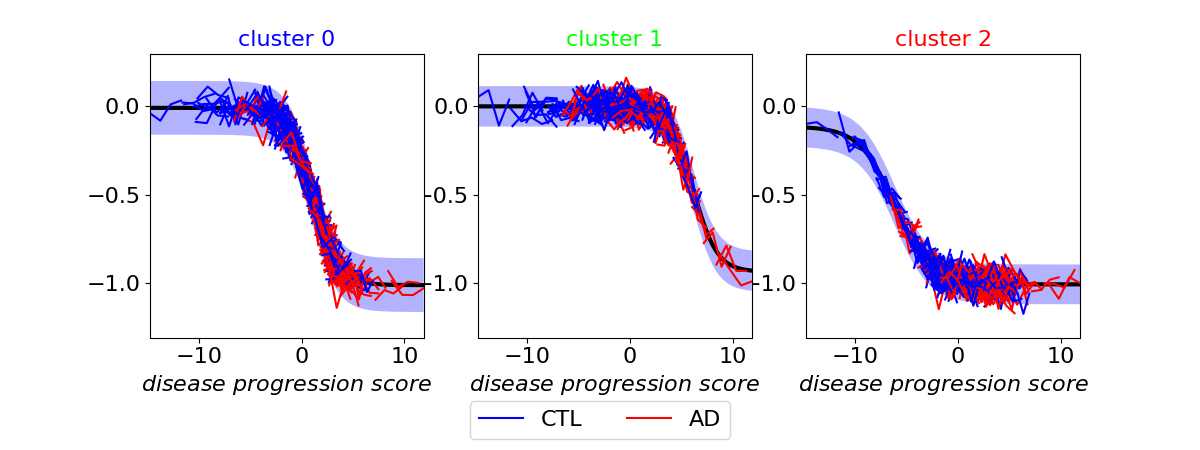 cluster 0 cluster 1 cluster 2
0.0 0.0 0.0
−0.5 −0.5 −0.5
−1.0 −1.0 −1.0
−10 0 10 −10 0 10 −10 0 10
disease progression score disease progression score disease progression score
CTL AD